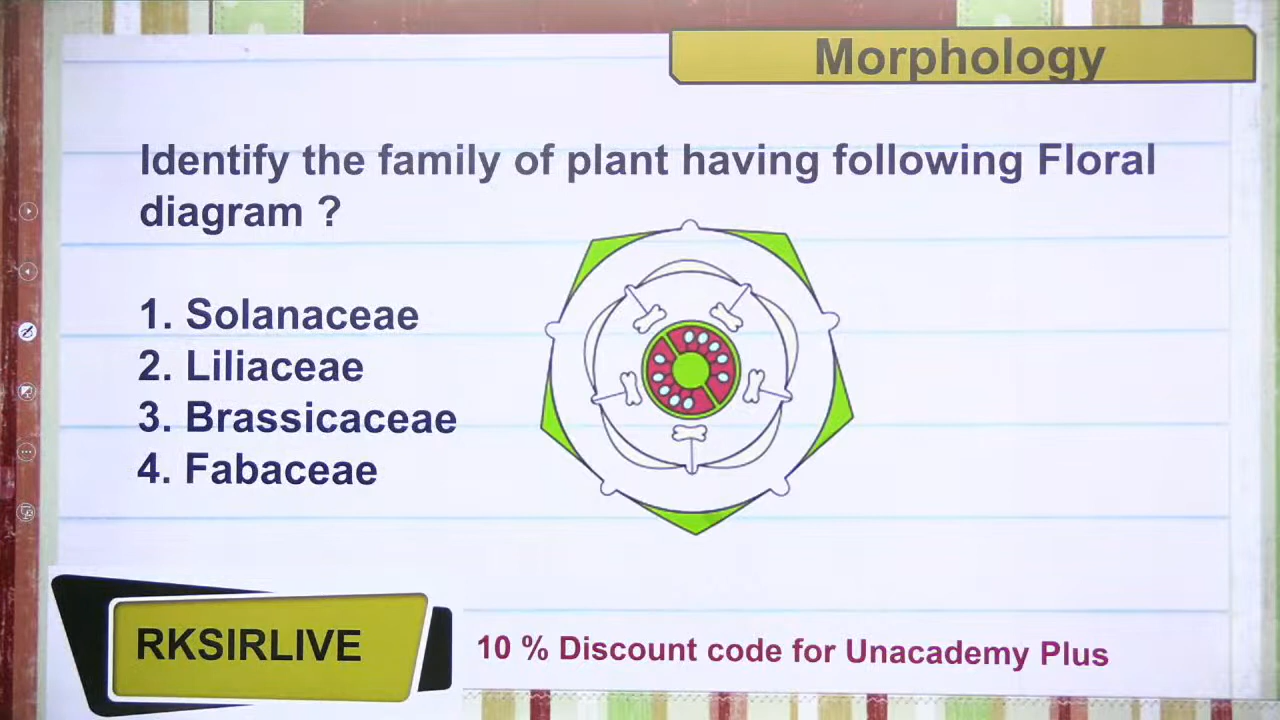 Morphology
Identify the family of plant having following Floral
diagram ?
1. Solanaceae
2. Liliaceae
3. Brassicaceae
4. Fabaceae
RKSIRLIVE
10 % Discount code for Unacademy Plus